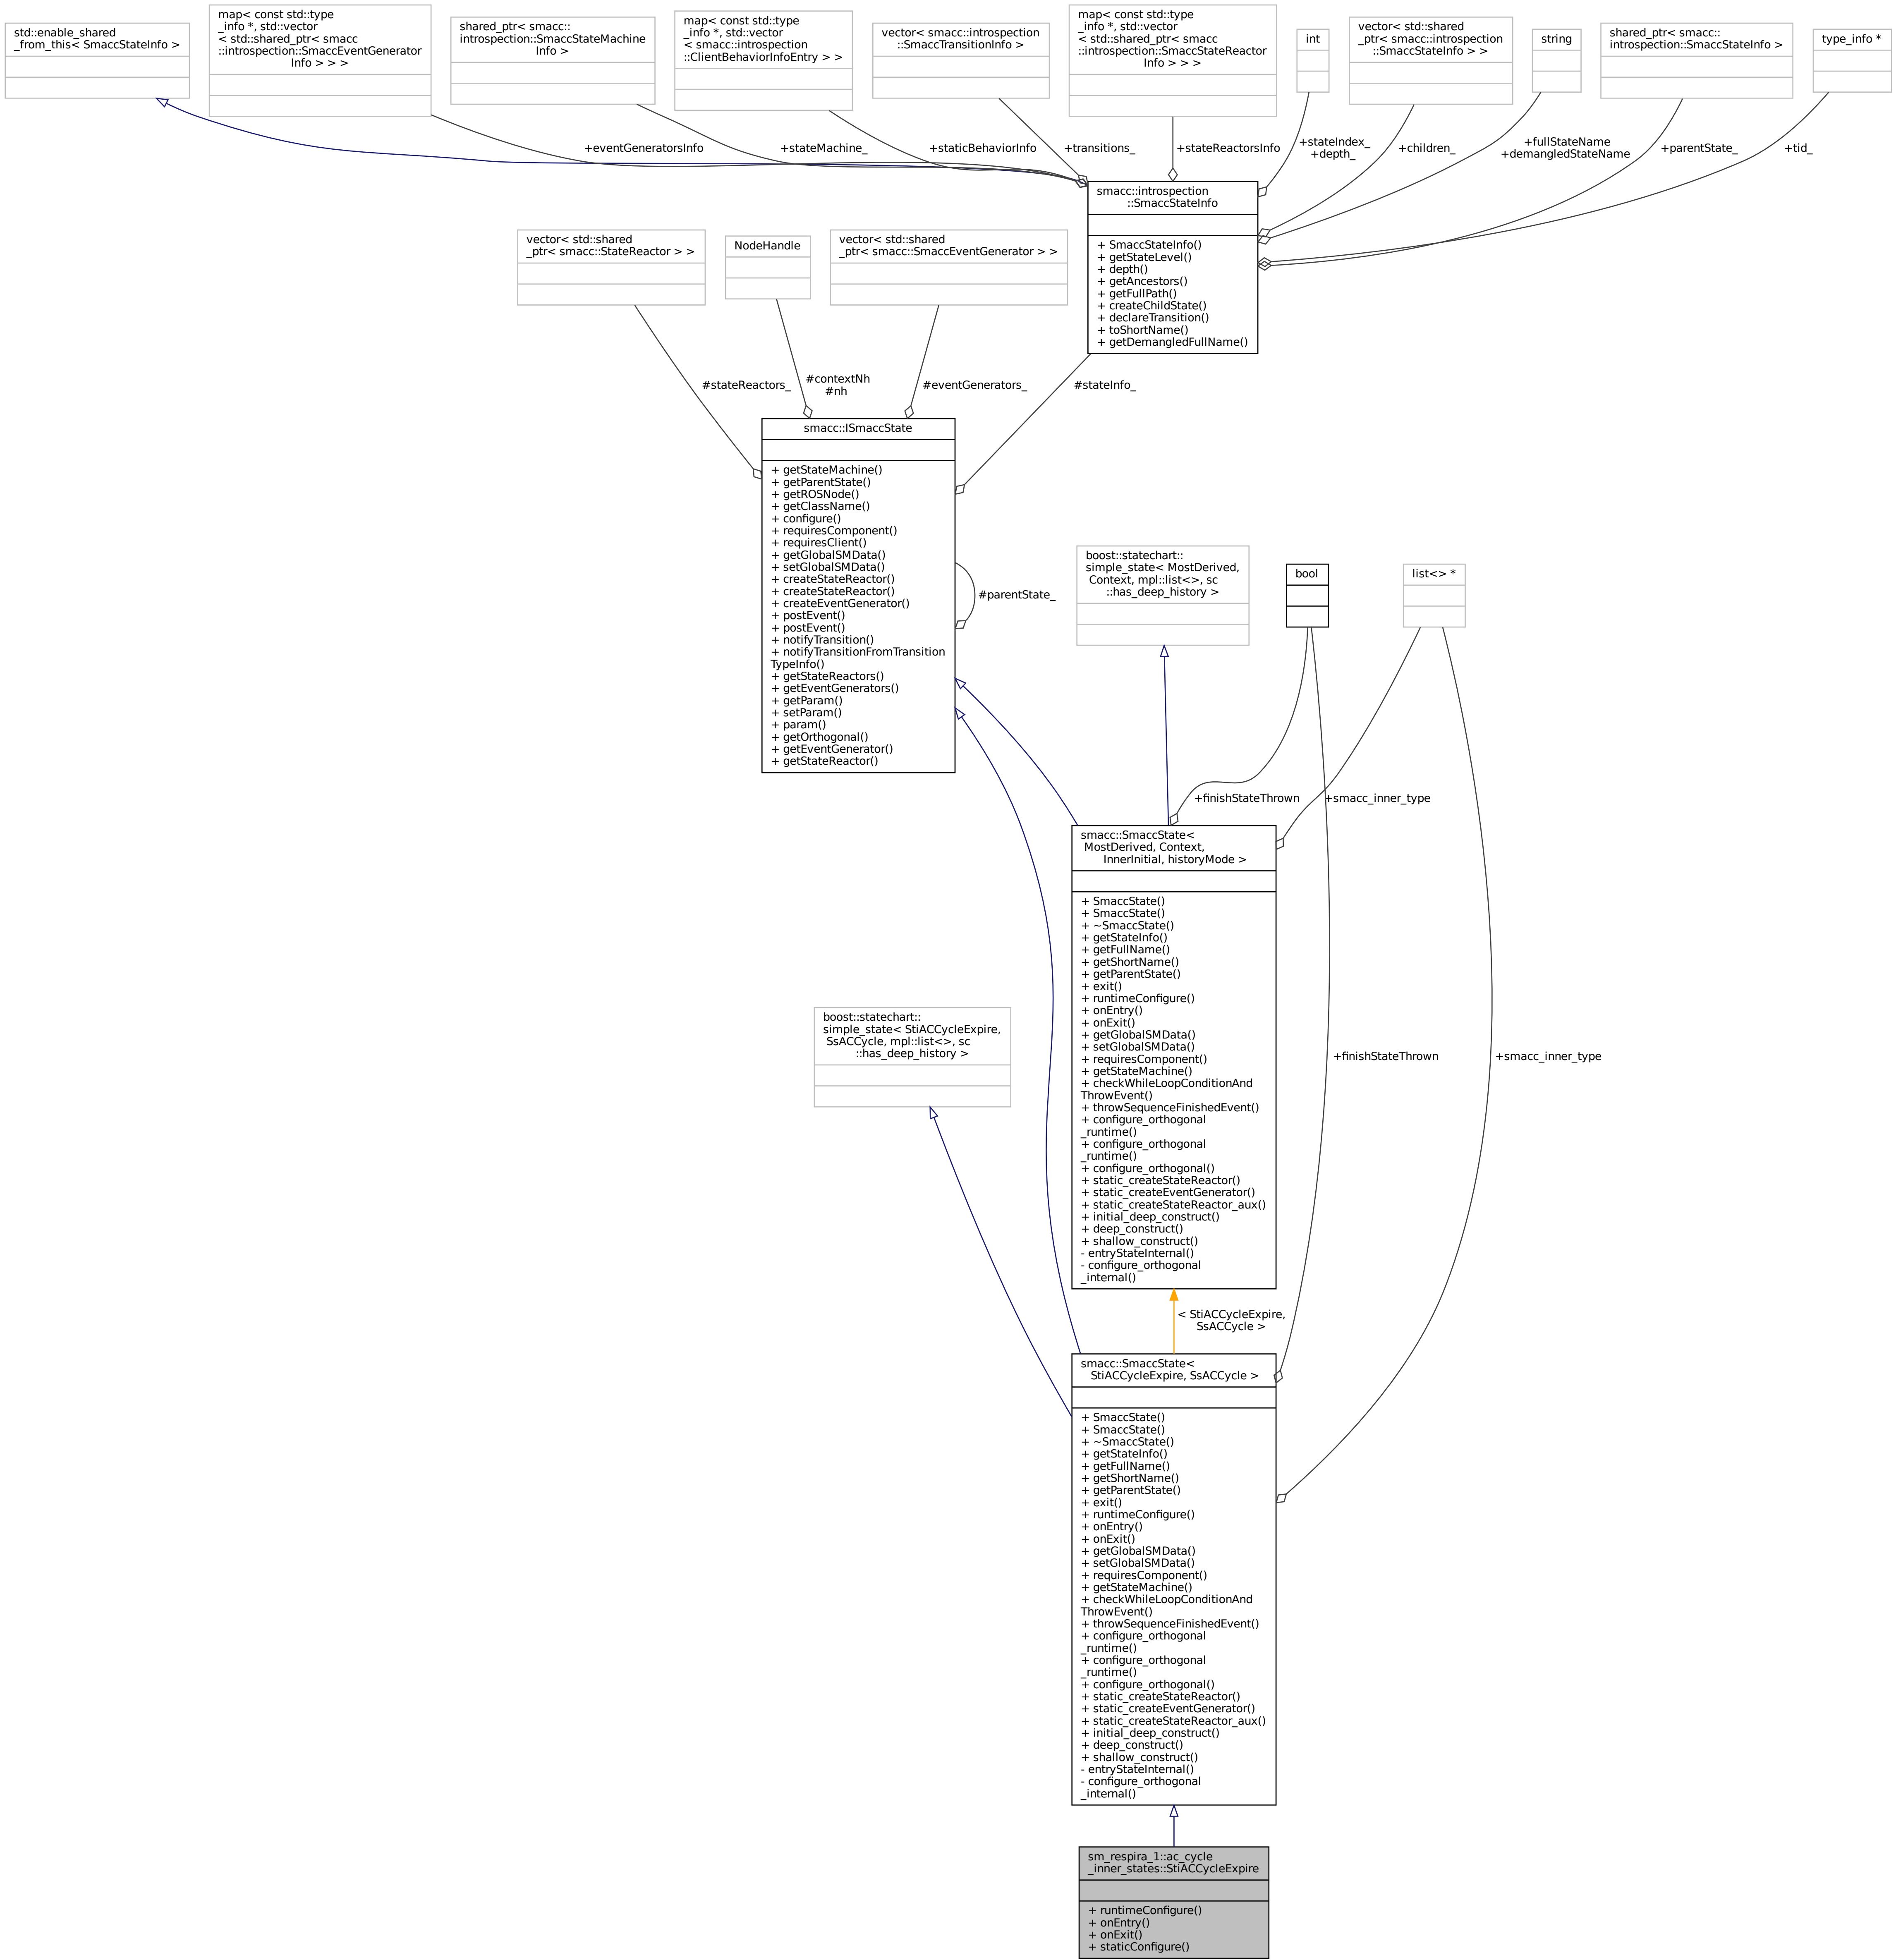 std::enable_shared
_from_this< SmaccStateInfo >
map< const std::type
_info *, std::vector
< std::shared_ptr< smacc
::introspection::SmaccEventGenerator
Info > > >
shared_ptr< smacc::
introspection::SmaccStateMachine
Info >
map< const std::type
_info *, std::vector
< smacc::introspection
::ClientBehaviorInfoEntry > >
vector< smacc::introspection
::SmaccTransitionInfo >
map< const std::type
_info *, std::vector
< std::shared_ptr< smacc
::introspection::SmaccStateReactor
Info > > >
int
vector< std::shared
_ptr< smacc::introspection
::SmaccStateInfo > >
string
shared_ptr< smacc::
introspection::SmaccStateInfo >
type_info *
+eventGeneratorsInfo
+stateMachine_
+staticBehaviorInfo
+transitions_
+stateReactorsInfo
+stateIndex_
+depth_
+children_
+fullStateName
+demangledStateName
+parentState_
+tid_
smacc::introspection
::SmaccStateInfo
+ SmaccStateInfo()
+ getStateLevel()
+ depth()
+ getAncestors()
+ getFullPath()
+ createChildState()
+ declareTransition()
+ toShortName()
+ getDemangledFullName()
vector< std::shared
_ptr< smacc::StateReactor > >
NodeHandle
vector< std::shared
_ptr< smacc::SmaccEventGenerator > >
#stateReactors_
#contextNh
#nh
#eventGenerators_
#stateInfo_
smacc::ISmaccState
+ getStateMachine()
+ getParentState()
+ getROSNode()
+ getClassName()
+ configure()
+ requiresComponent()
+ requiresClient()
+ getGlobalSMData()
+ setGlobalSMData()
+ createStateReactor()
+ createStateReactor()
+ createEventGenerator()
+ postEvent()
+ postEvent()
+ notifyTransition()
+ notifyTransitionFromTransition
TypeInfo()
+ getStateReactors()
+ getEventGenerators()
+ getParam()
+ setParam()
+ param()
+ getOrthogonal()
+ getEventGenerator()
+ getStateReactor()
#parentState_
boost::statechart::
simple_state< MostDerived,
Context, mpl::list<>, sc
::has_deep_history >
bool
list<> *
+finishStateThrown
+smacc_inner_type
smacc::SmaccState<
MostDerived, Context,
InnerInitial, historyMode >
+ SmaccState()
+ SmaccState()
+ ~SmaccState()
+ getStateInfo()
+ getFullName()
+ getShortName()
+ getParentState()
+ exit()
+ runtimeConfigure()
+ onEntry()
+ onExit()
+ getGlobalSMData()
+ setGlobalSMData()
+ requiresComponent()
+ getStateMachine()
+ checkWhileLoopConditionAnd
ThrowEvent()
+ throwSequenceFinishedEvent()
+ configure_orthogonal
_runtime()
+ configure_orthogonal
_runtime()
+ configure_orthogonal()
+ static_createStateReactor()
+ static_createEventGenerator()
+ static_createStateReactor_aux()
+ initial_deep_construct()
+ deep_construct()
+ shallow_construct()
- entryStateInternal()
- configure_orthogonal
_internal()
boost::statechart::
simple_state< StiACCycleExpire,
SsACCycle, mpl::list<>, sc
::has_deep_history >
+finishStateThrown
+smacc_inner_type
< StiACCycleExpire,
SsACCycle >
smacc::SmaccState<
StiACCycleExpire, SsACCycle >
+ SmaccState()
+ SmaccState()
+ ~SmaccState()
+ getStateInfo()
+ getFullName()
+ getShortName()
+ getParentState()
+ exit()
+ runtimeConfigure()
+ onEntry()
+ onExit()
+ getGlobalSMData()
+ setGlobalSMData()
+ requiresComponent()
+ getStateMachine()
+ checkWhileLoopConditionAnd
ThrowEvent()
+ throwSequenceFinishedEvent()
+ configure_orthogonal
_runtime()
+ configure_orthogonal
_runtime()
+ configure_orthogonal()
+ static_createStateReactor()
+ static_createEventGenerator()
+ static_createStateReactor_aux()
+ initial_deep_construct()
+ deep_construct()
+ shallow_construct()
- entryStateInternal()
- configure_orthogonal
_internal()
sm_respira_1::ac_cycle
_inner_states::StiACCycleExpire
+ runtimeConfigure()
+ onEntry()
+ onExit()
+ staticConfigure()